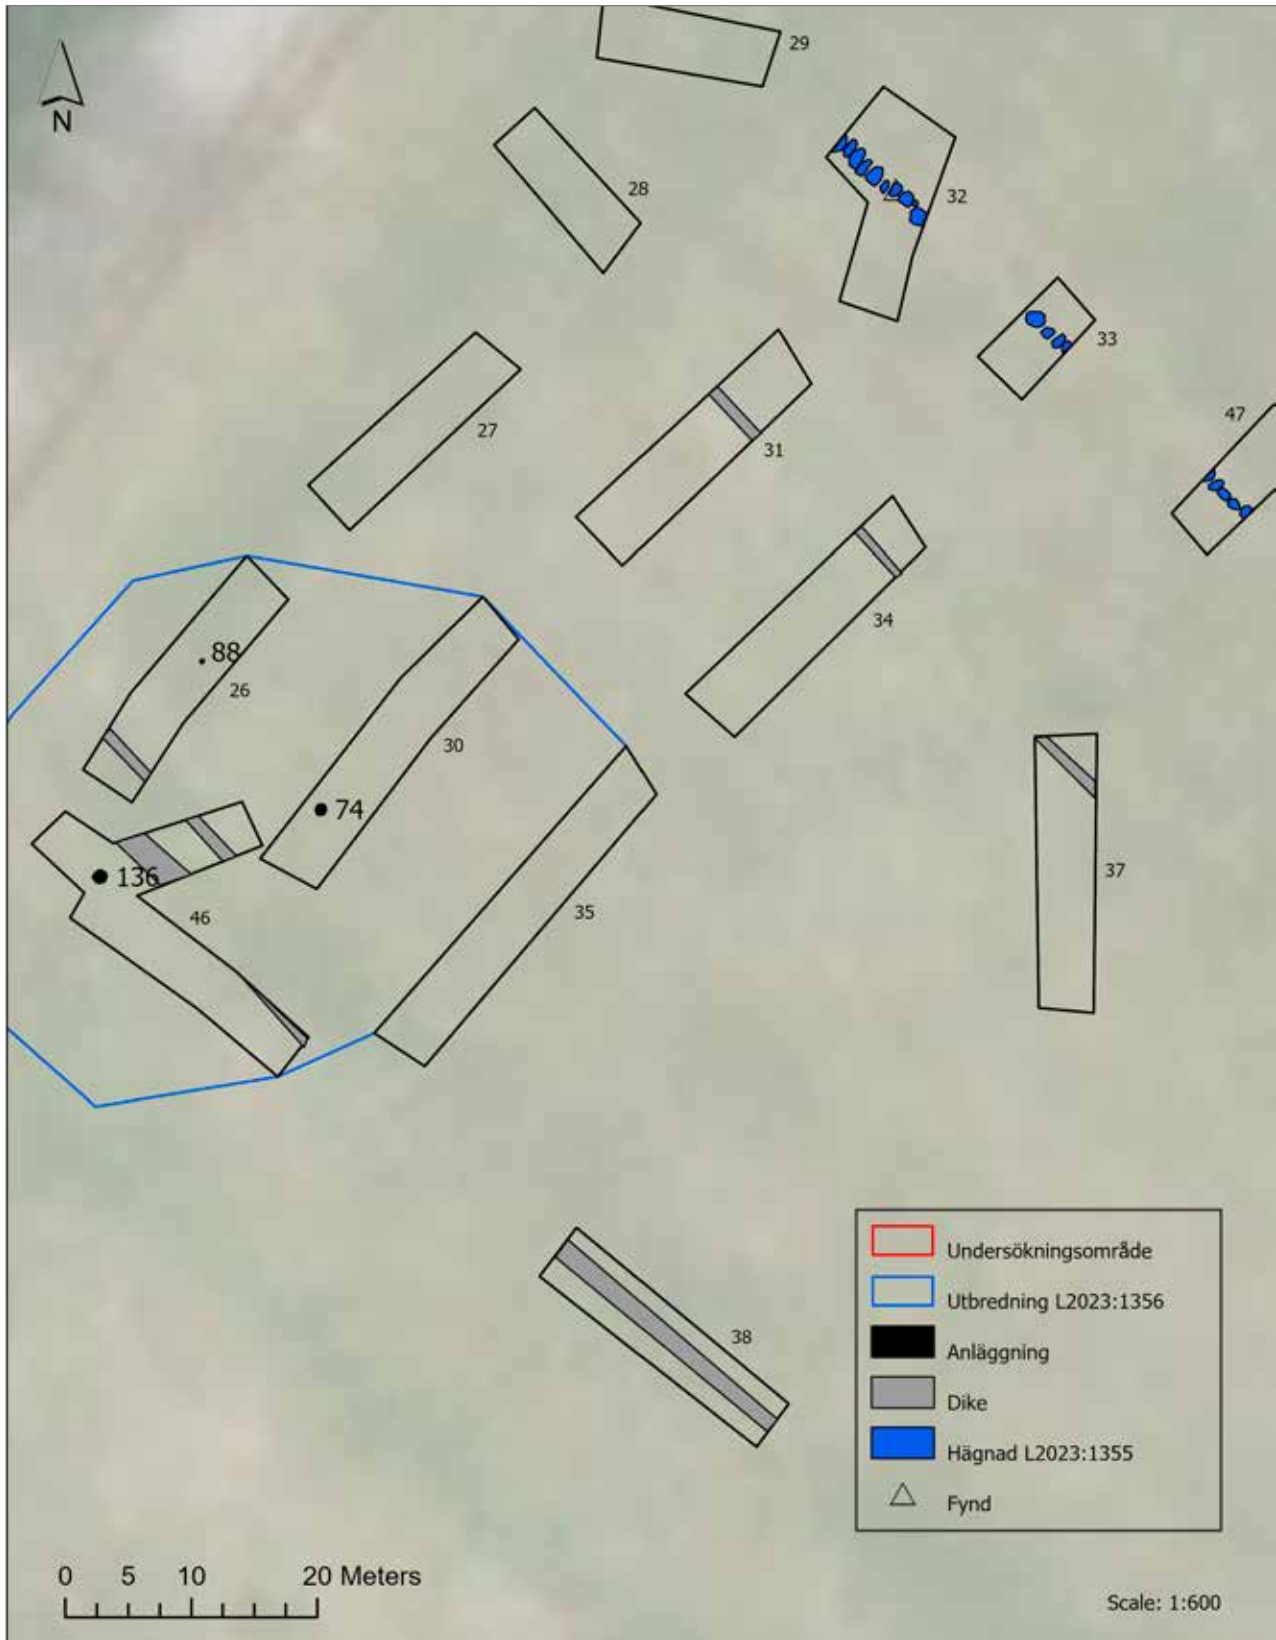 N
29
28
32
33
47
27
31
34
88
26
30
74
136
46
35
37
38
Undersökningsområde
Utbredning L2023:1356
Anläggning
Dike
Hägnad L2023:1355
Fynd
0 5 10 20 Meters
Scale: 1:600